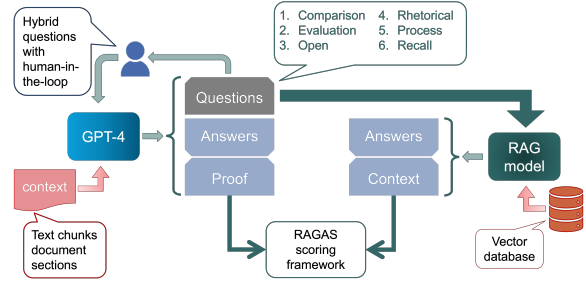 Hybrid
questions
with
human-in-
the-loop
1. Comparison
2. Evaluation
3. Open
4. Rhetorical
5. Process
6. Recall
Questions
GPT-4
Answers
Proof
Answers
Context
RAG
model
context
Text chunks
document
sections
RAGAS
scoring
framework
Vector
database